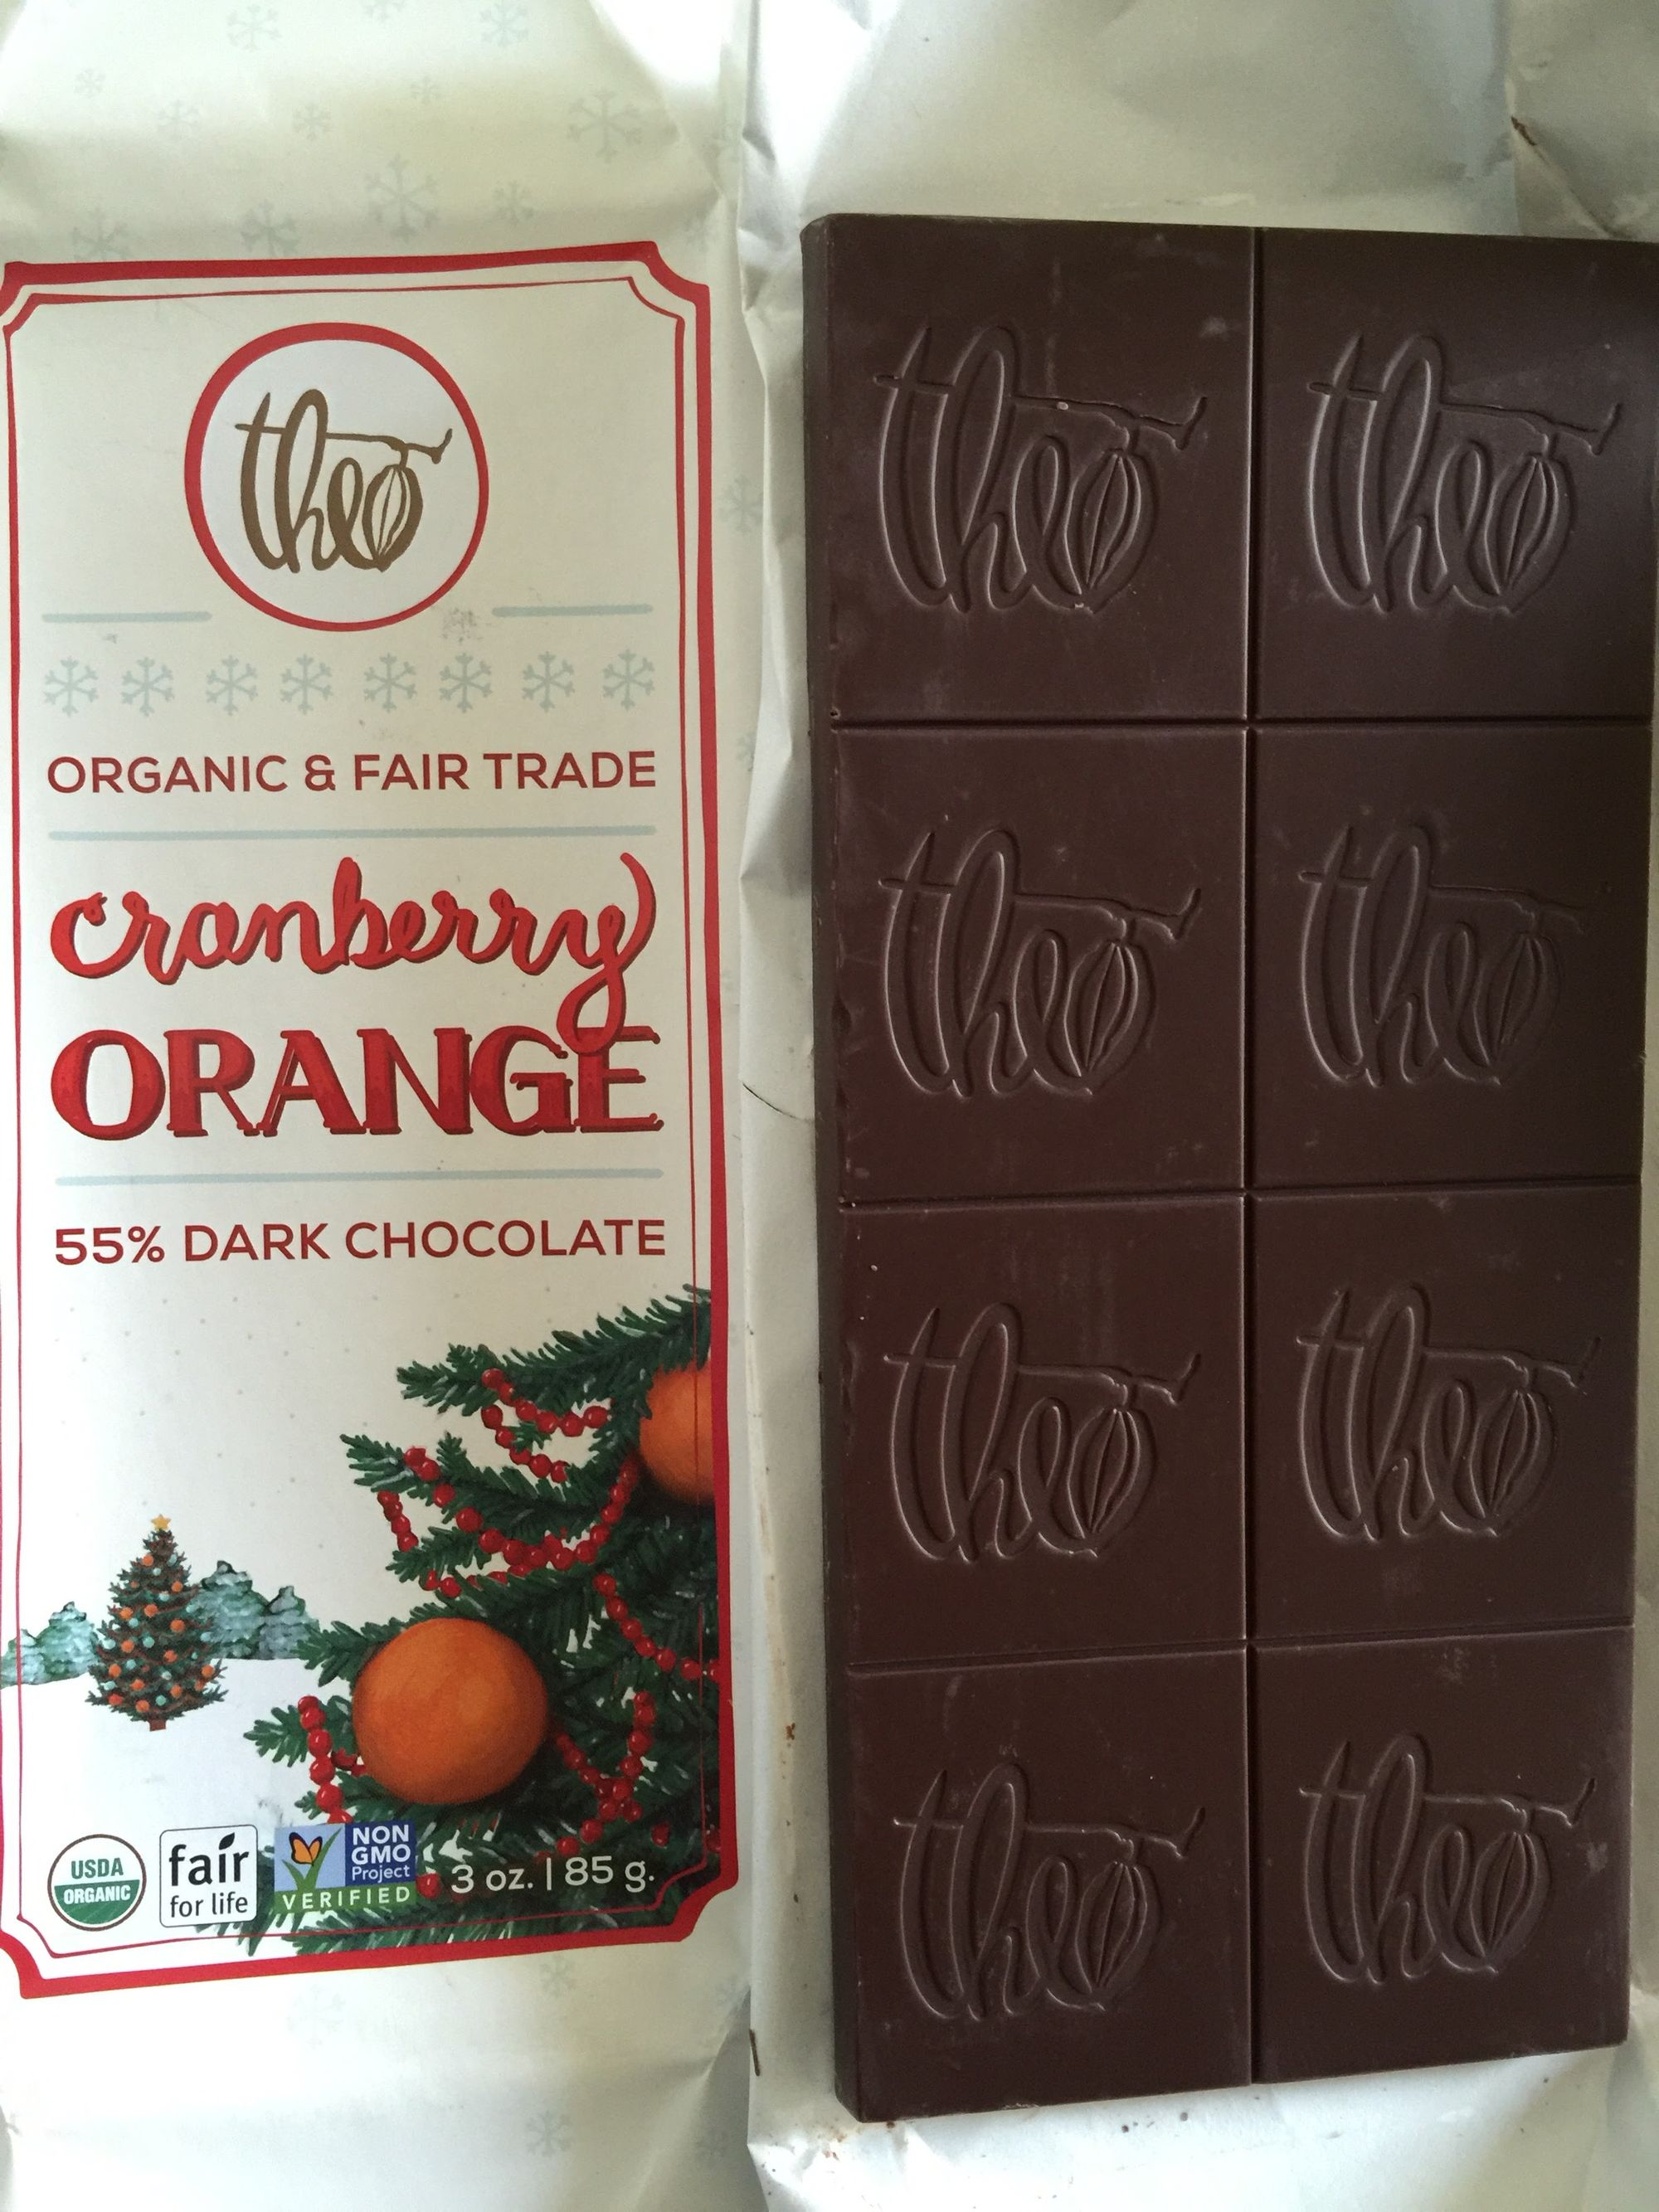 theo
ORGANIC & FAIR TRADE
cranberry
ORANGE
55% DARK CHOCOLATE
USDA
ORGANIC
fair
for life
NON
GMO
Project
VERIFIED
3 oz. | 85 g.
theo theo
theo theo
theo theo
theo theo